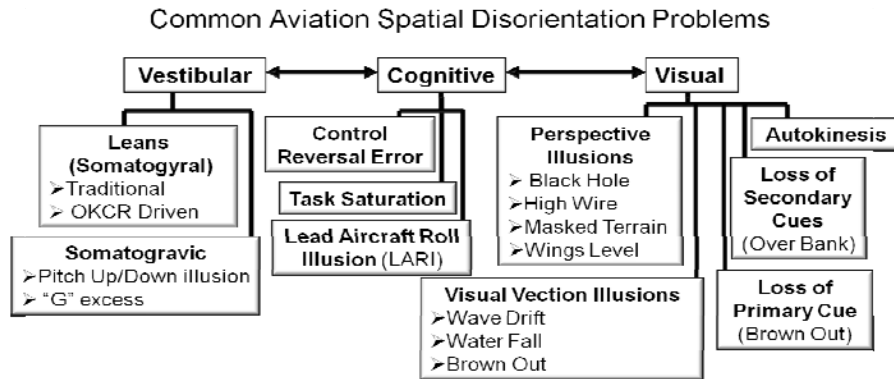 Common Aviation Spatial Disorientation Problems
Vestibular
Cognitive
Visual
Leans
(Somatogyral)
➢Traditional
➢ OKCR Driven
Somatogravic
➢Pitch Up/Down illusion
➢ "G" excess
Control
Reversal Error
Task Saturation
Lead Aircraft Roll
Illusion (LARI)
Perspective
Illusions
➢ Black Hole
➢High Wire
➢Masked Terrain
➢Wings Level
Visual Vection Illusions
➢Wave Drift
➢Water Fall
➢Brown Out
Autokinesis
Loss of
Secondary
Cues
(Over Bank)
Loss of
Primary Cue
(Brown Out)